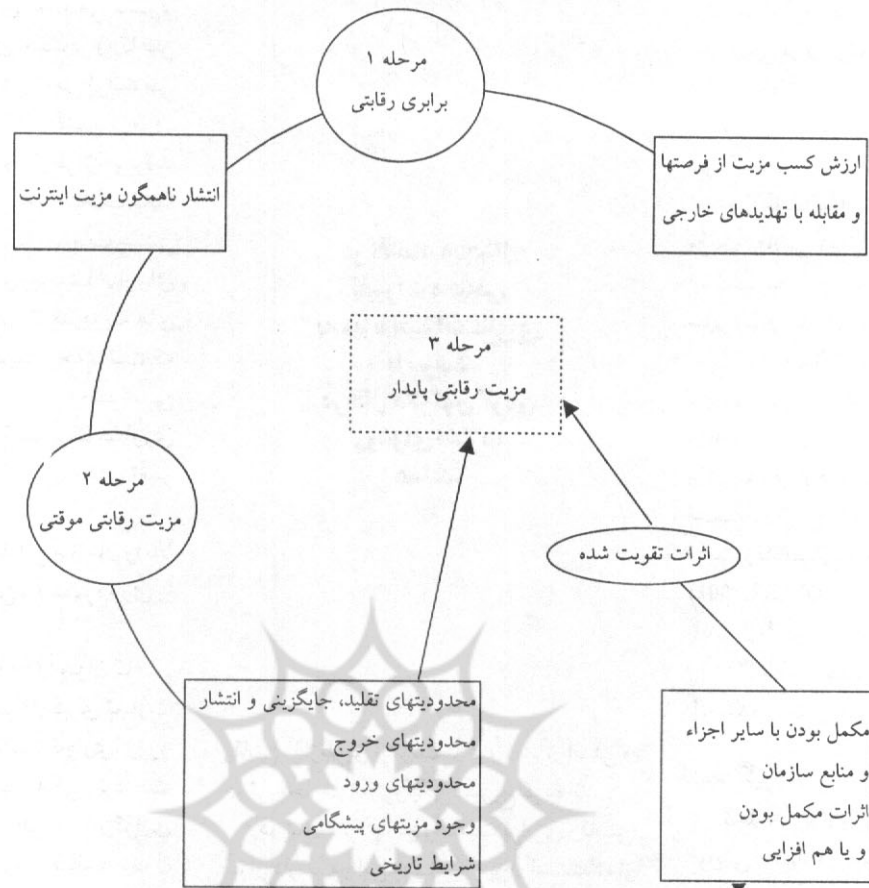 مرحله ۱
برابری رقابتی
ارزش کسب مزیت از فرصتها
و مقابله با تهدیدهای خارجی
انتشار ناهمگون مزیت اینترنت
مرحله ۳
مزیت رقابتی پایدار
مرحله ۲
مزیت رقابتی موقتی
اثرات تقویت شده
محدودیتهای تقلید، جایگزینی و انتشار
محدودیتهای خروج
محدودیتهای ورود
وجود مزیتهای پیشگامی
شرایط تاریخی
مکمل بودن با سایر اجزاء
و منابع سازمان
اثرات مکمل بودن
و یا هم افزایی